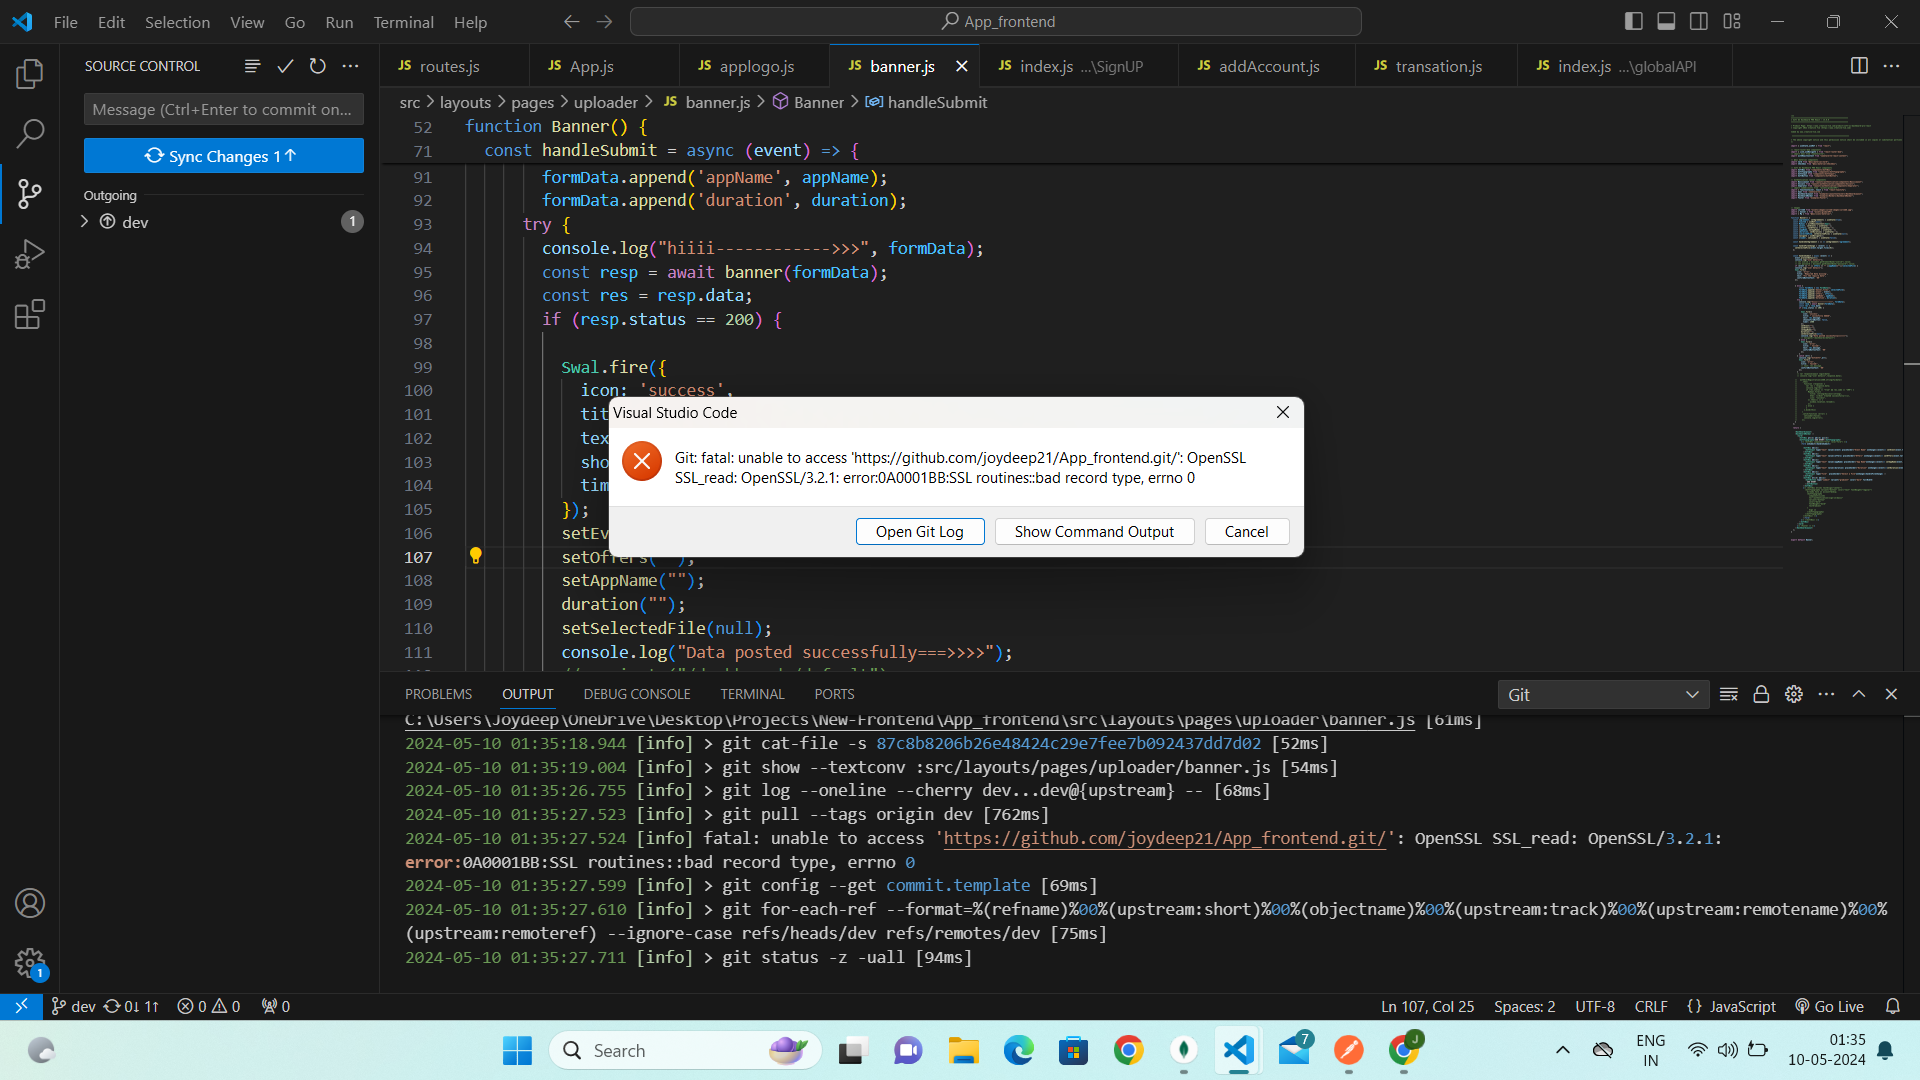 File Edit Selection View Go Run Terminal Help
App_frontend
SOURCE CONTROL
Message (Ctrl+Enter to commit on...
Sync Changes 1↑
Outgoing
dev
1
JS routes.js
JS App.js
JS applogo.js
JS banner.js
JS index.js ...\SignUP
JS addAccount.js
JS transation.js
JS index.js ...\globalAPI
src > layouts > pages > uploader > JS banner.js > Banner > handleSubmit
52 function Banner() {
71 const handleSubmit = async (event) => {
91 formData.append('appName', appName);
92 formData.append('duration', duration);
93 try {
94 console.log("hiiii------------>>>", formData);
95 const resp = await banner(formData);
96 const res = resp.data;
97 if (resp.status == 200) {
98
99 Swal.fire({
100 icon: 'success',
101 tit
102 tex
103 sho
104 tim
105 });
106 setEv
107 setOffers("");
108 setAppName("");
109 duration("");
110 setSelectedFile(null);
111 console.log("Data posted successfully===>>>>");
Visual Studio Code
Git: fatal: unable to access 'https://github.com/joydeep21/App_frontend.git/': OpenSSL
SSL_read: OpenSSL/3.2.1: error:0A0001BB:SSL routines::bad record type, errno 0
Open Git Log
Show Command Output
Cancel
PROBLEMS OUTPUT DEBUG CONSOLE TERMINAL PORTS
Git
C:\Users\Joydeep\OneDrive\Desktop\Projects\New-Frontend\App_frontend\src\layouts\pages\uploader\banner.js [61ms]
2024-05-10 01:35:18.944 [info] > git cat-file -s 87c8b8206b26e48424c29e7fee7b092437dd7d02 [52ms]
2024-05-10 01:35:19.004 [info] > git show --textconv :src/layouts/pages/uploader/banner.js [54ms]
2024-05-10 01:35:26.755 [info] > git log --oneline --cherry dev...dev@{upstream} -- [68ms]
2024-05-10 01:35:27.523 [info] > git pull --tags origin dev [762ms]
2024-05-10 01:35:27.524 [info] fatal: unable to access 'https://github.com/joydeep21/App_frontend.git/': OpenSSL SSL_read: OpenSSL/3.2.1:
error:0A0001BB:SSL routines::bad record type, errno 0
2024-05-10 01:35:27.599 [info] > git config --get commit.template [69ms]
2024-05-10 01:35:27.610 [info] > git for-each-ref --format=%(refname)%00%(upstream:short)%00%(objectname)%00%(upstream:track)%00%(upstream:remotename)%00%
(upstream:remoteref) --ignore-case refs/heads/dev refs/remotes/dev [75ms]
2024-05-10 01:35:27.711 [info] > git status -z -uall [94ms]
1
dev 0↓ 1↑ 0 0 0
Ln 107, Col 25 Spaces: 2 UTF-8 CRLF {} JavaScript Go Live
Search
7
J
ENG
IN
01:35
10-05-2024